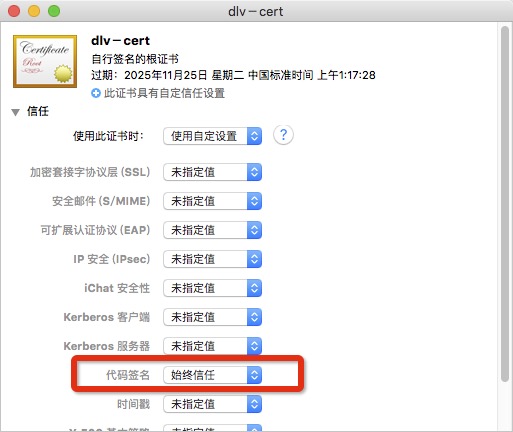 dlv-cert
Certificate
Root
dlv-cert
自行签名的根证书
过期：2025年11月25日 星期二 中国标准时间 上午1:17:28
此证书具有自定信任设置
信任
使用此证书时： 使用自定设置 ?
加密套接字协议层 (SSL) 未指定值
安全邮件 (S/MIME) 未指定值
可扩展认证协议 (EAP) 未指定值
IP 安全 (IPsec) 未指定值
iChat 安全性 未指定值
Kerberos 客户端 未指定值
Kerberos 服务器 未指定值
代码签名 始终信任
时间戳 未指定值